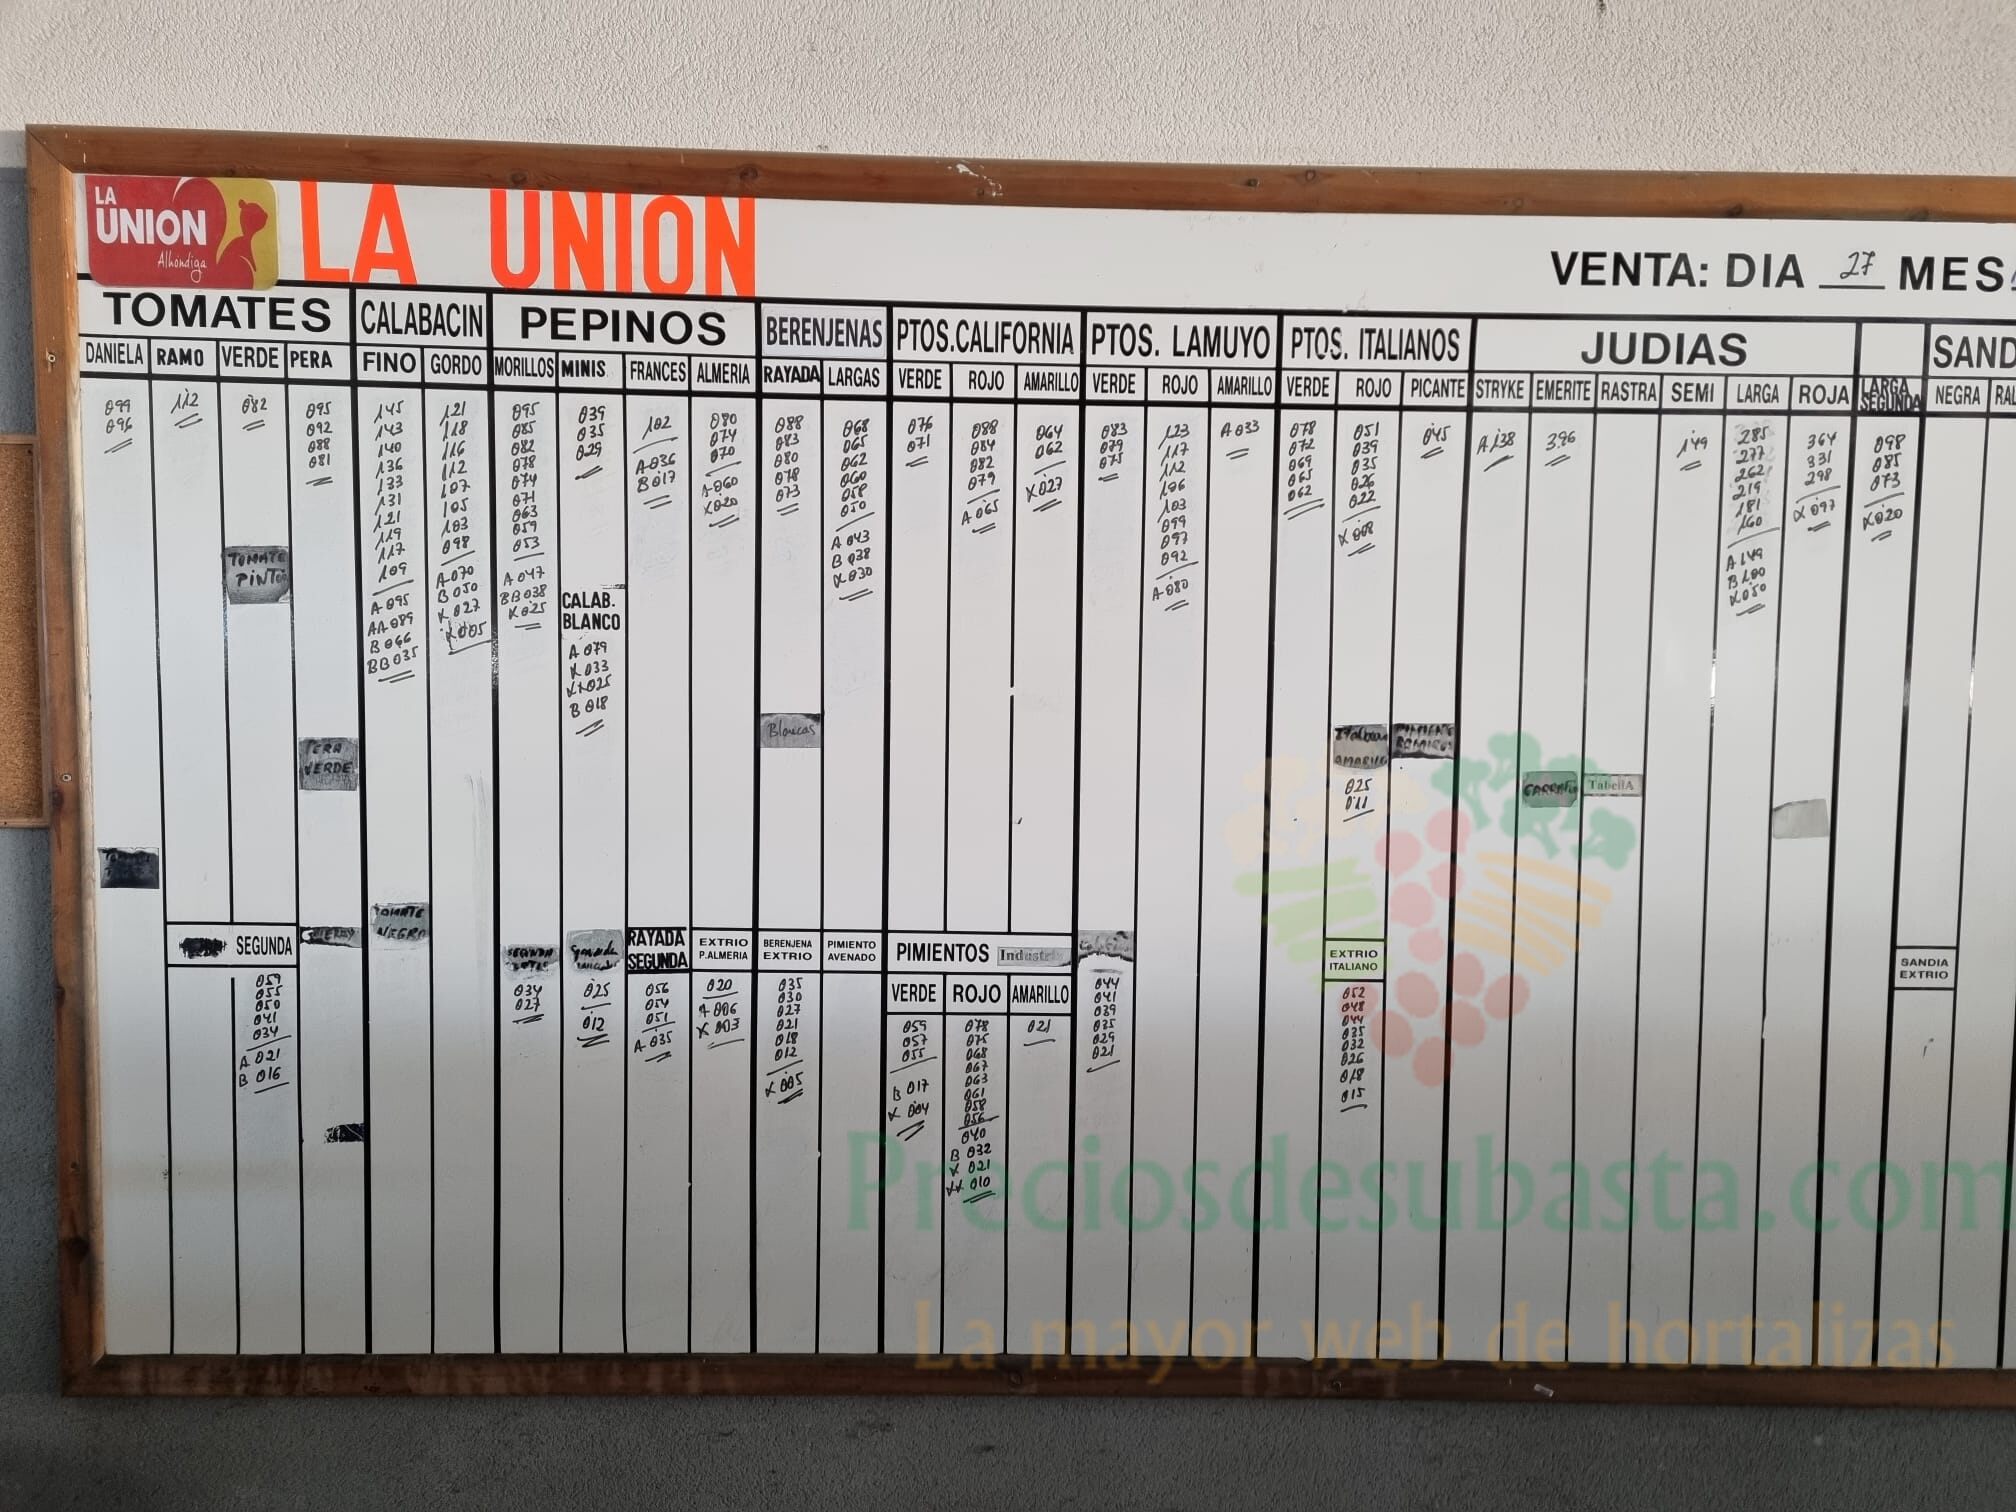 LA
UNION
Alhóndiga
LA UNION
VENTA: DIA 27 MES
TOMATES
DANIELA
099
096
RAMO
112
VERDE
082
TOMATE
PINTON
PERA
095
092
088
081
PERA
VERDE
SEGUNDA
059
055
050
041
034
A 021
B 016
CALABACIN
FINO
145
143
140
136
133
131
121
119
117
109
A 095
AA 089
B 066
BB 035
TOMATE
NEGRO
GORDO
121
118
116
112
107
105
103
098
A 070
B 050
X 027
X 005
PEPINOS
MORILLOS
095
085
082
078
074
071
063
059
053
A 047
BB 038
X 025
SEGUNDA
034
027
MINIS
039
035
029
CALAB.
BLANCO
A 079
X 033
XX 025
B 018
025
012
FRANCES
102
A 036
B 017
RAYADA
SEGUNDA
056
054
051
A 035
ALMERIA
080
074
070
A 060
X 020
EXTRIO
P.ALMERIA
020
A 006
X 003
BERENJENAS
RAYADA
088
083
080
078
073
Blancas
BERENJENA
EXTRIO
035
030
027
021
018
012
X 005
LARGAS
068
065
062
060
058
050
A 043
B 038
X 030
PIMIENTO
AVENADO
PTOS.CALIFORNIA
VERDE
076
071
ROJO
088
084
082
079
A 065
AMARILLO
064
062
X 027
PIMIENTOS
VERDE
059
057
055
B 017
X 004
ROJO
078
075
068
067
063
061
058
056
040
B 032
X 021
XX 010
AMARILLO
021
PTOS. LAMUYO
VERDE
083
079
075
044
041
039
035
029
021
ROJO
123
117
112
106
103
099
097
092
A 080
AMARILLO
A 033
PTOS. ITALIANOS
VERDE
078
072
069
065
062
ROJO
051
039
035
026
022
X 008
Italiano
AMARILLO
025
011
EXTRIO
ITALIANO
052
048
044
035
032
026
018
015
PICANTE
045
JUDIAS
STRYKE
A 138
EMERITE
396
GARRAFON
RASTRA
TabellA
SEMI
149
LARGA
285
277
262
219
181
160
A 149
B 100
X 050
ROJA
364
331
298
X 097
LARGA
SEGUNDA
098
085
073
X 020
SAND
NEGRA
RAL
SANDIA
EXTRIO
Preciosdesubasta.com
La mayor web de hortalizas